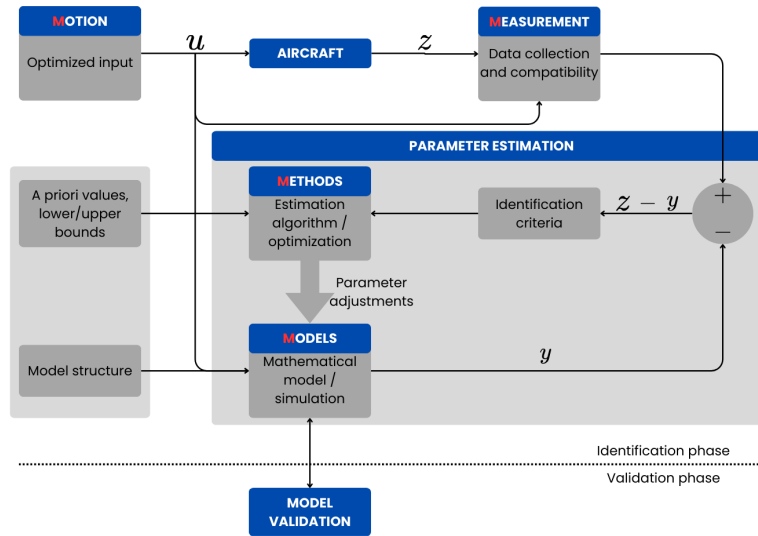 MOTION
Optimized input
u
AIRCRAFT
z
MEASUREMENT
Data collection
and compatibility
PARAMETER ESTIMATION
A priori values,
lower/upper
bounds
METHODS
Estimation
algorithm /
optimization
Identification
criteria
z − y
+
−
Parameter
adjustments
Model structure
MODELS
Mathematical
model /
simulation
y
Identification phase
Validation phase
MODEL
VALIDATION